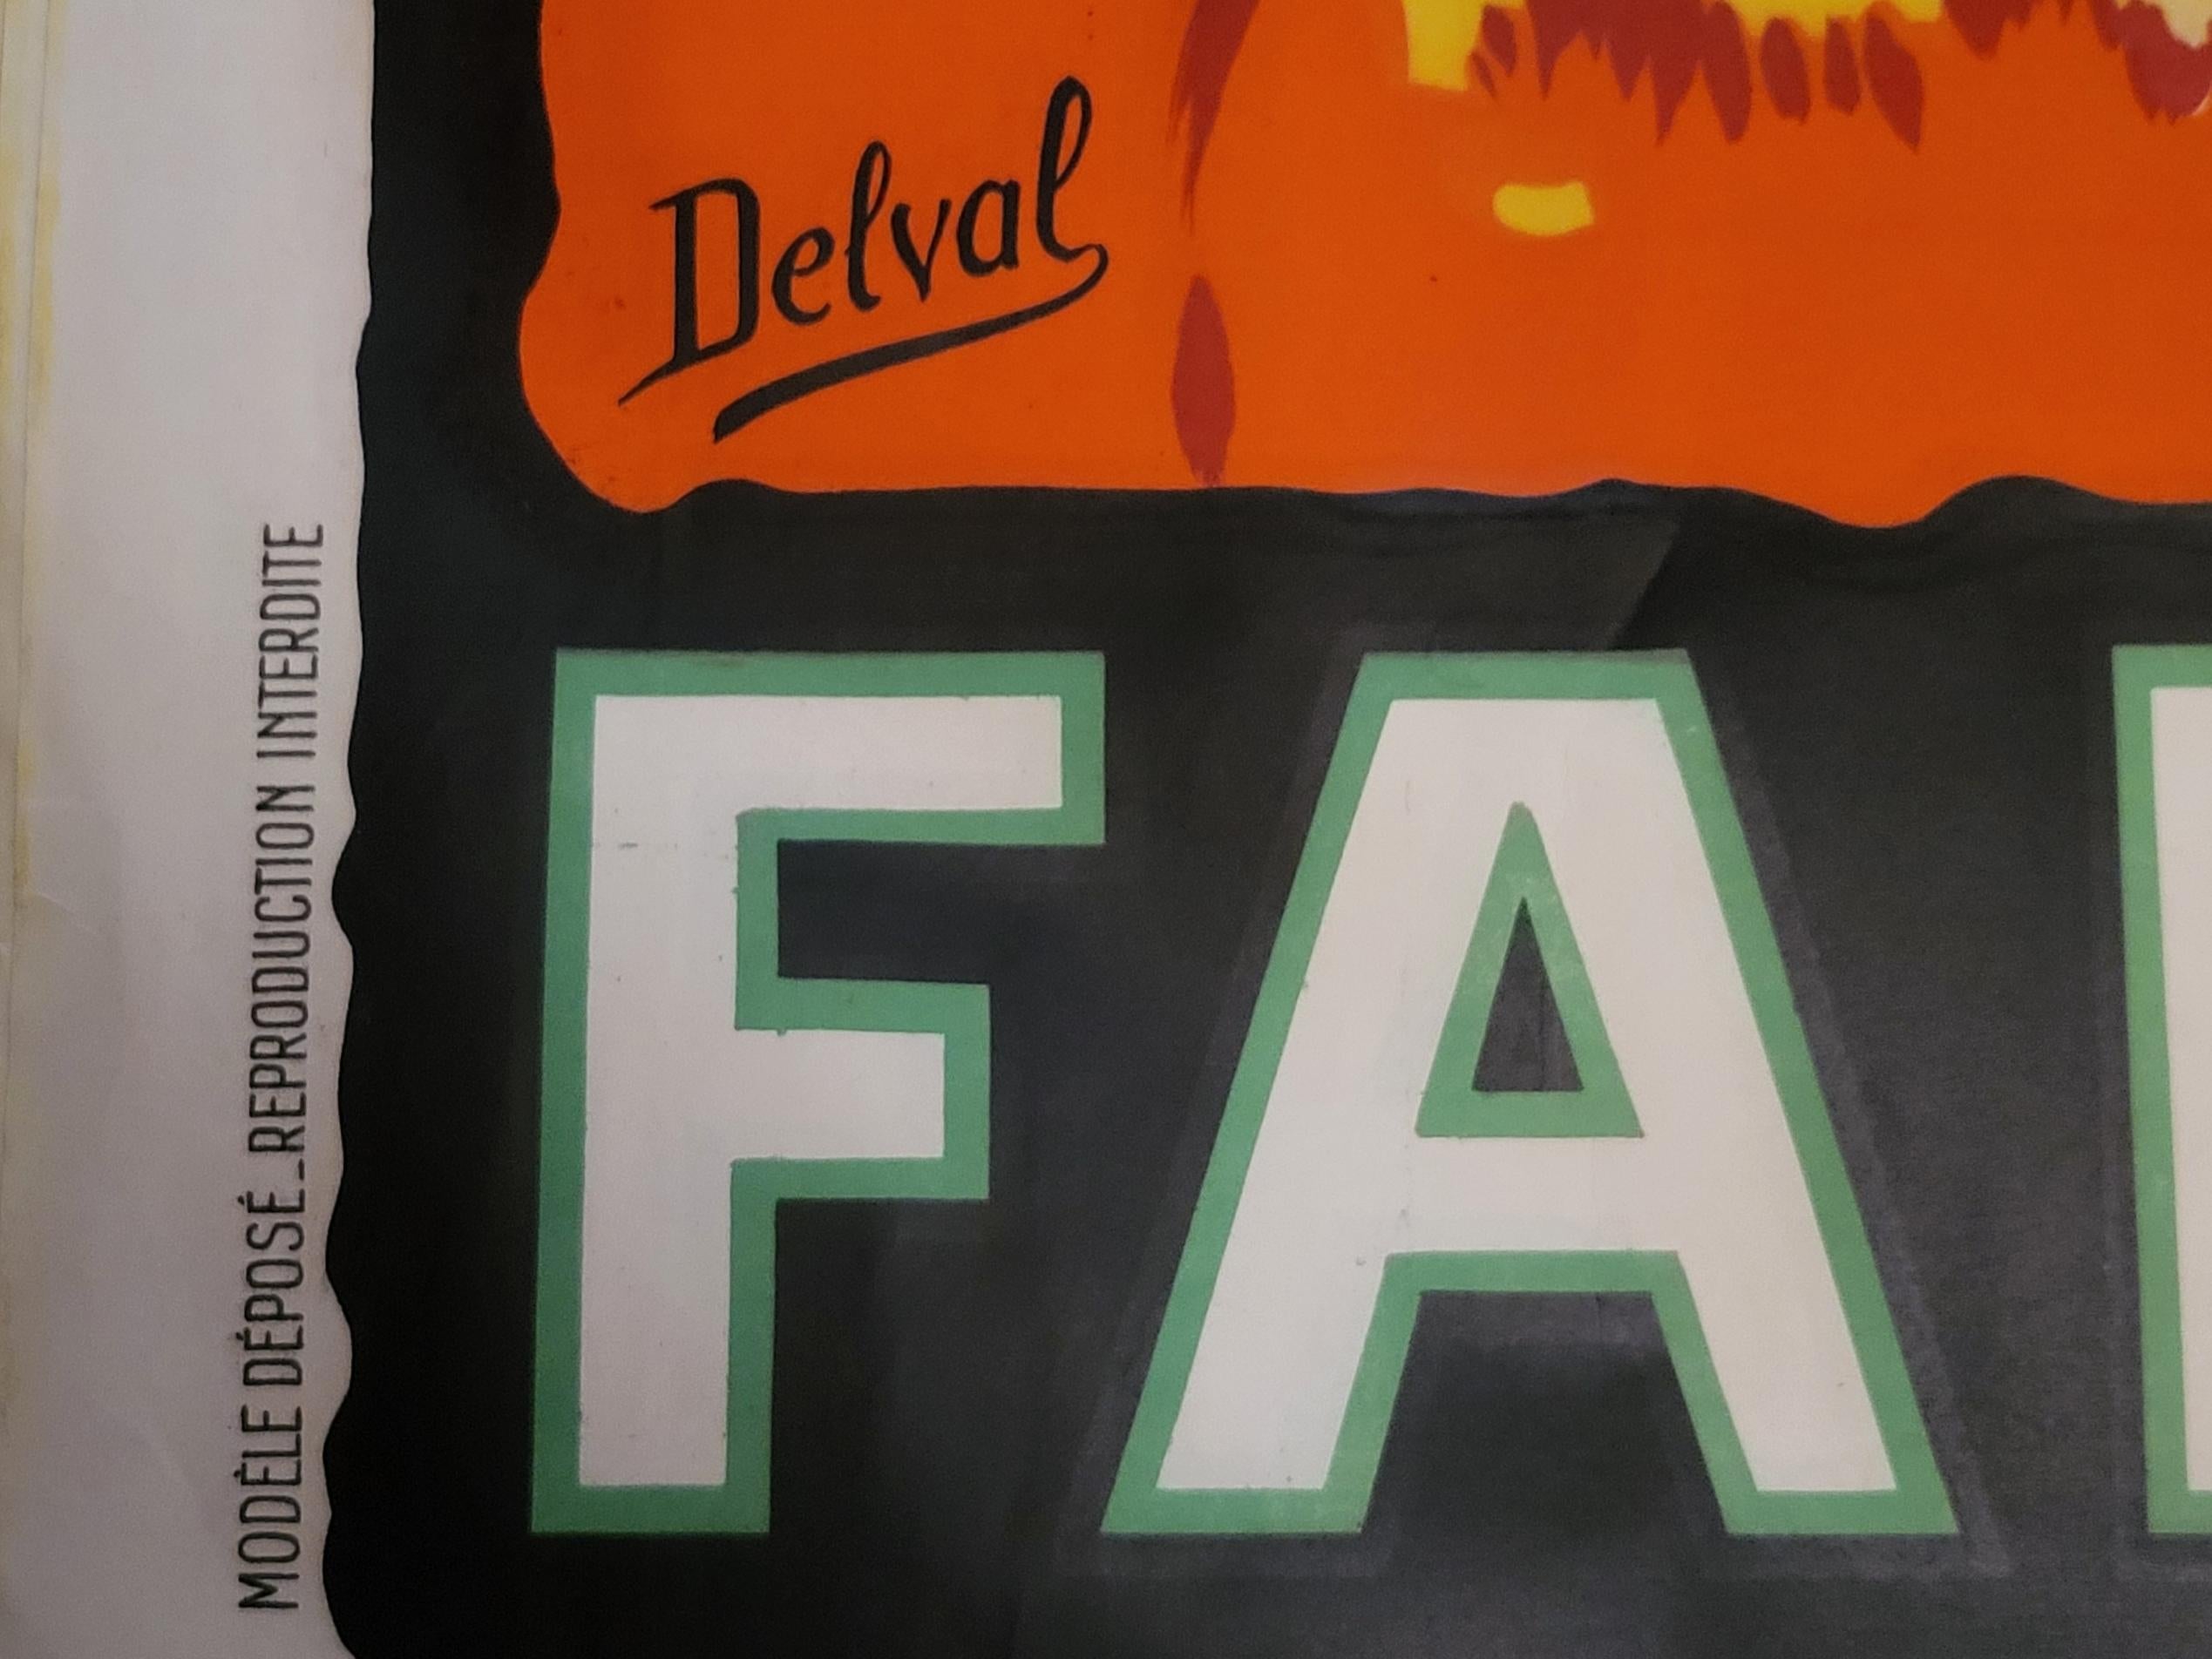 Delval
FA
MODÈLE DÉPOSÉ_REPRODUCTION INTERDITE